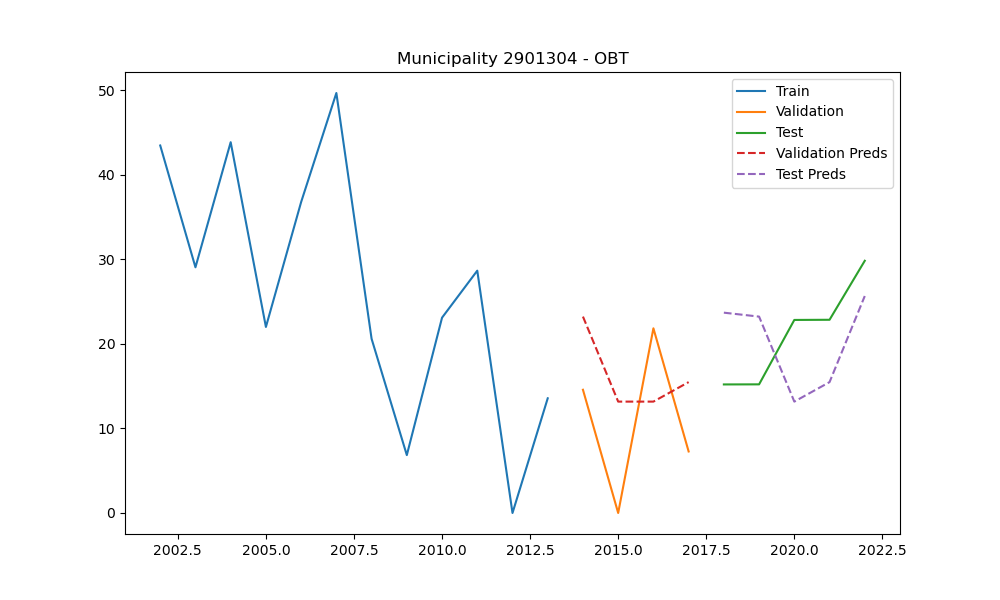 Municipality 2901304 - OBT
Train
Validation
Test
Validation Preds
Test Preds
50
40
30
20
10
0
2002.5 2005.0 2007.5 2010.0 2012.5 2015.0 2017.5 2020.0 2022.5